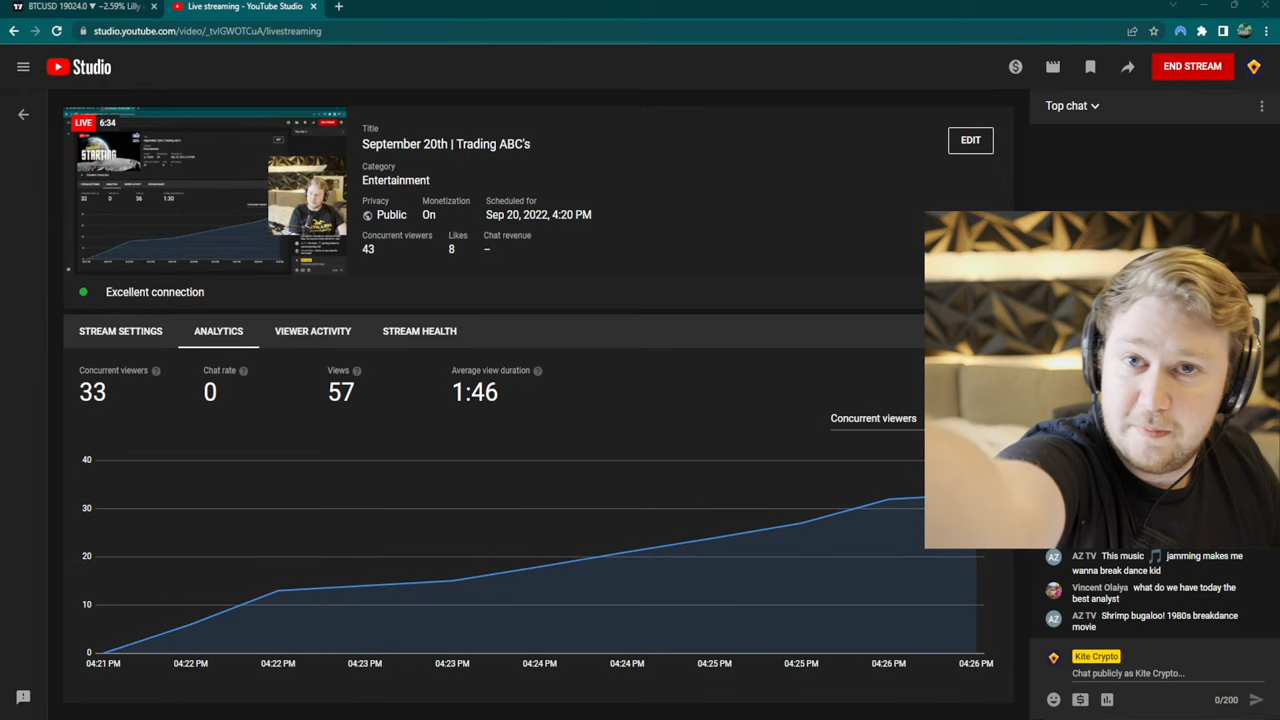 BTCUSD 19024.0 ▼ −2.59% Lilly
Live streaming - YouTube Studio
studio.youtube.com/video/_tvIGWOTCuA/livestreaming
Studio
END STREAM
LIVE 6:34
STARTING
Title
September 20th | Trading ABC's
EDIT
Category
Entertainment
Privacy Monetization Scheduled for
Public On Sep 20, 2022, 4:20 PM
Concurrent viewers Likes Chat revenue
43 8 –
Excellent connection
STREAM SETTINGS ANALYTICS VIEWER ACTIVITY STREAM HEALTH
Concurrent viewers Chat rate Views Average view duration
33 0 57 1:46
Concurrent viewers
40
30
20
10
0
04:21 PM 04:22 PM 04:22 PM 04:23 PM 04:23 PM 04:24 PM 04:24 PM 04:25 PM 04:25 PM 04:26 PM 04:26 PM
Top chat
AZ AZ TV This music 🎵 jamming makes me
wanna break dance kid
Vincent Olaiya what do we have today the
best analyst
AZ AZ TV Shrimp bugaloo! 1980s breakdance
movie
Kite Crypto
Chat publicly as Kite Crypto...
0/200